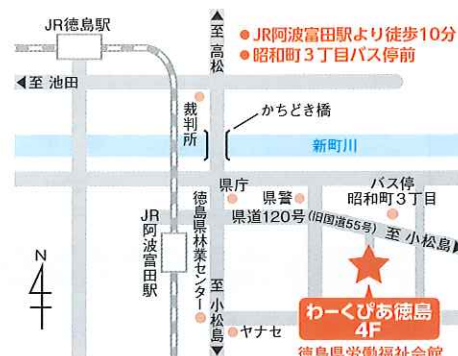 JR徳島駅
至 高松
●JR阿波富田駅より徒歩10分
●昭和町3丁目バス停前
至 池田
裁判所
かちどき橋
新町川
県庁
県警
バス停
昭和町3丁目
県道120号(旧国道55号)
至 小松島
JR
阿波富田駅
徳島県林業センター
至 小松島
N
ヤナセ
わーくぴあ徳島
4F
徳島県労働福祉会館